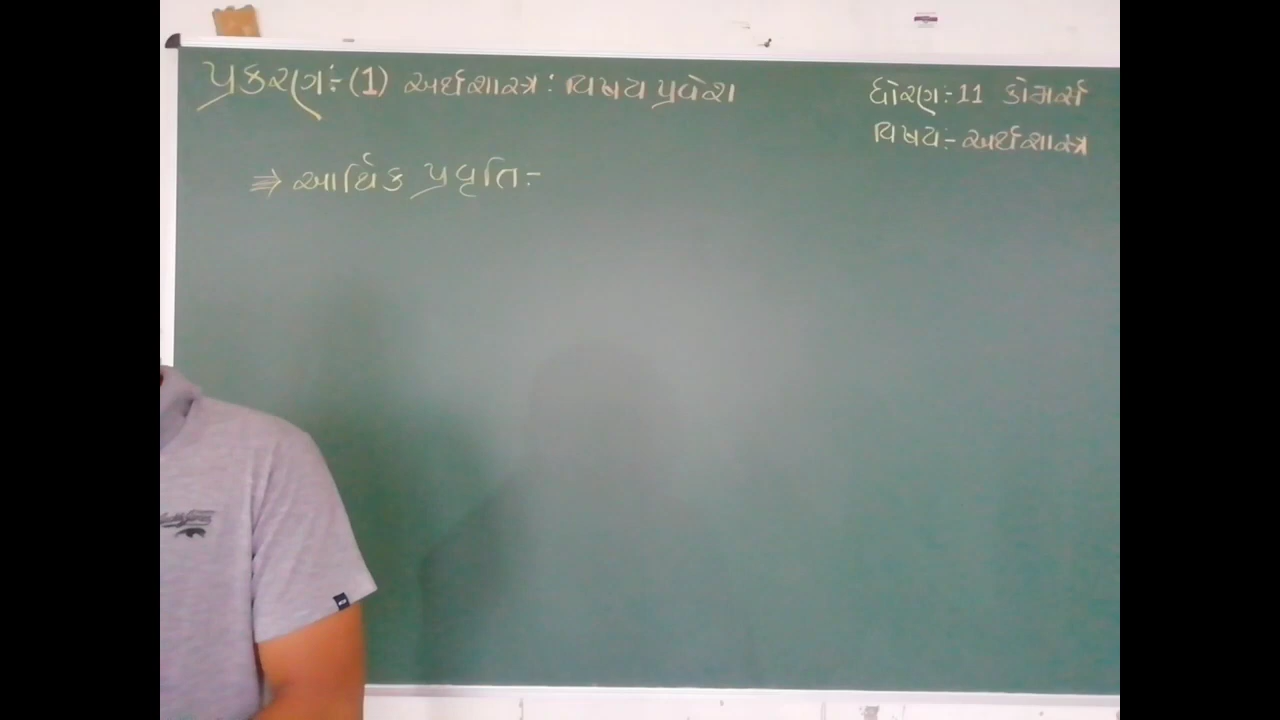 પ્રકરણઃ- (1) અર્થશાસ્ત્ર : વિષય પ્રવેશ
ધોરણઃ- 11 કોમર્સ
વિષયઃ- અર્થશાસ્ત્ર
⇒ આર્થિક પ્રવૃતિઃ-